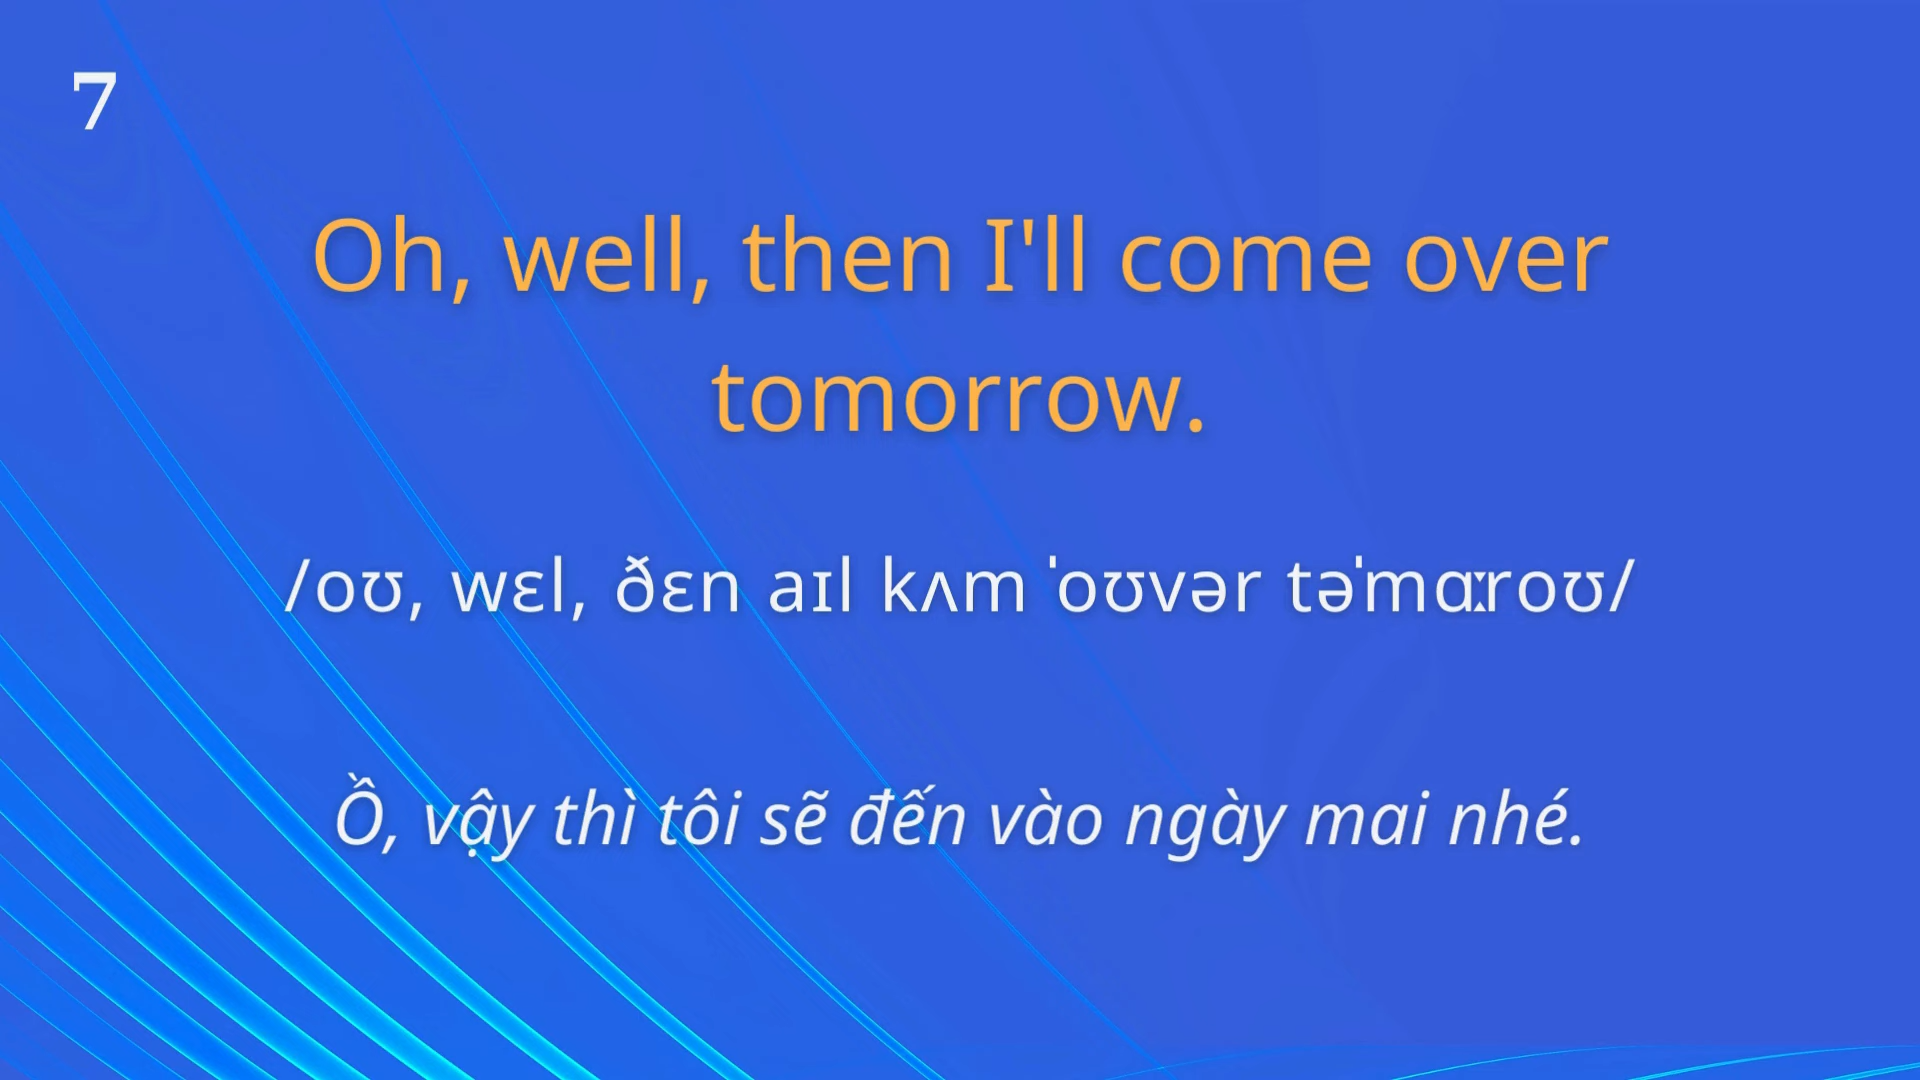 7
Oh, well, then I'll come over
tomorrow.
/oʊ, wɛl, ðɛn aɪl kʌm ˈoʊvər təˈmɑːroʊ/
Ồ, vậy thì tôi sẽ đến vào ngày mai nhé.